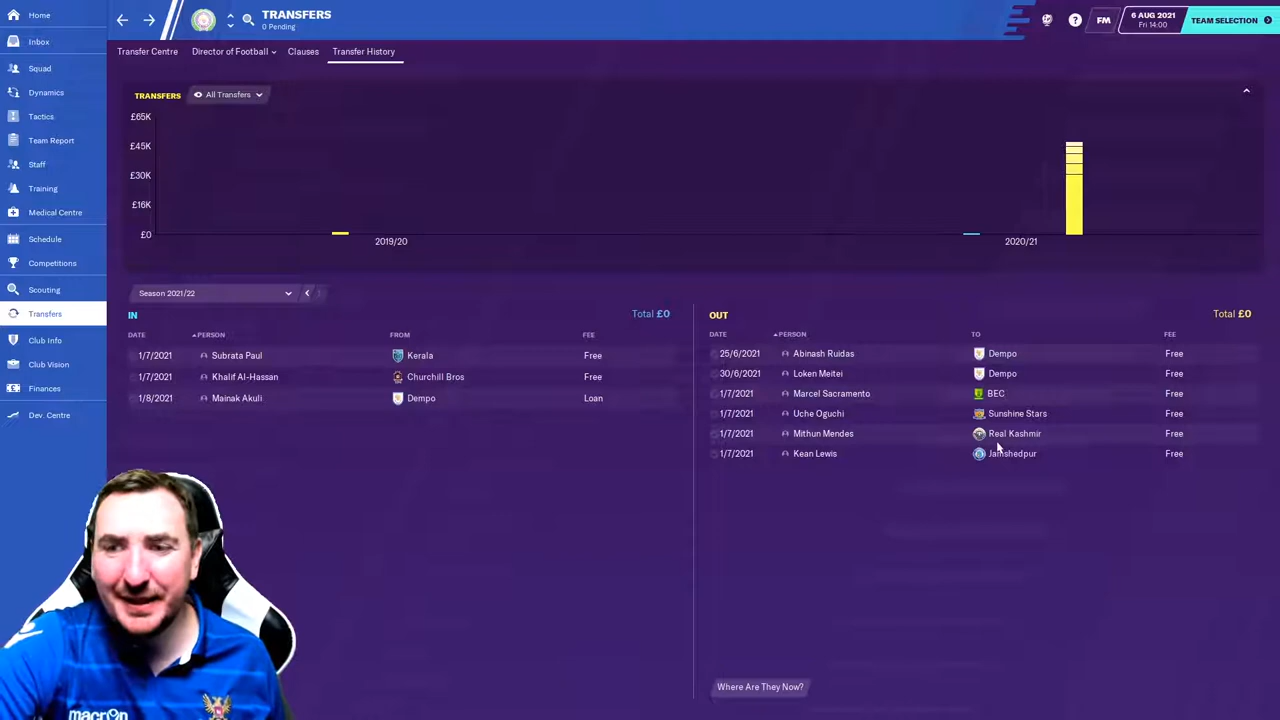 Home
Inbox
Squad
Dynamics
Tactics
Team Report
Staff
Training
Medical Centre
Schedule
Competitions
Scouting
Transfers
Club Info
Club Vision
Finances
Dev. Centre
TRANSFERS
0 Pending
FM
6 AUG 2021
Fri 14:00
TEAM SELECTION
Transfer Centre
Director of Football
Clauses
Transfer History
TRANSFERS
All Transfers
£65K
£45K
£30K
£16K
£0
2019/20
2020/21
Season 2021/22
IN
Total £0
DATE PERSON FROM FEE
1/7/2021 Subrata Paul Kerala Free
1/7/2021 Khalif Al-Hassan Churchill Bros Free
1/8/2021 Mainak Akuli Dempo Loan
OUT
Total £0
DATE PERSON TO FEE
25/6/2021 Abinash Ruidas Dempo Free
30/6/2021 Loken Meitei Dempo Free
1/7/2021 Marcel Sacramento BEC Free
1/7/2021 Uche Oguchi Sunshine Stars Free
1/7/2021 Mithun Mendes Real Kashmir Free
1/7/2021 Kean Lewis Jamshedpur Free
Where Are They Now?
macron